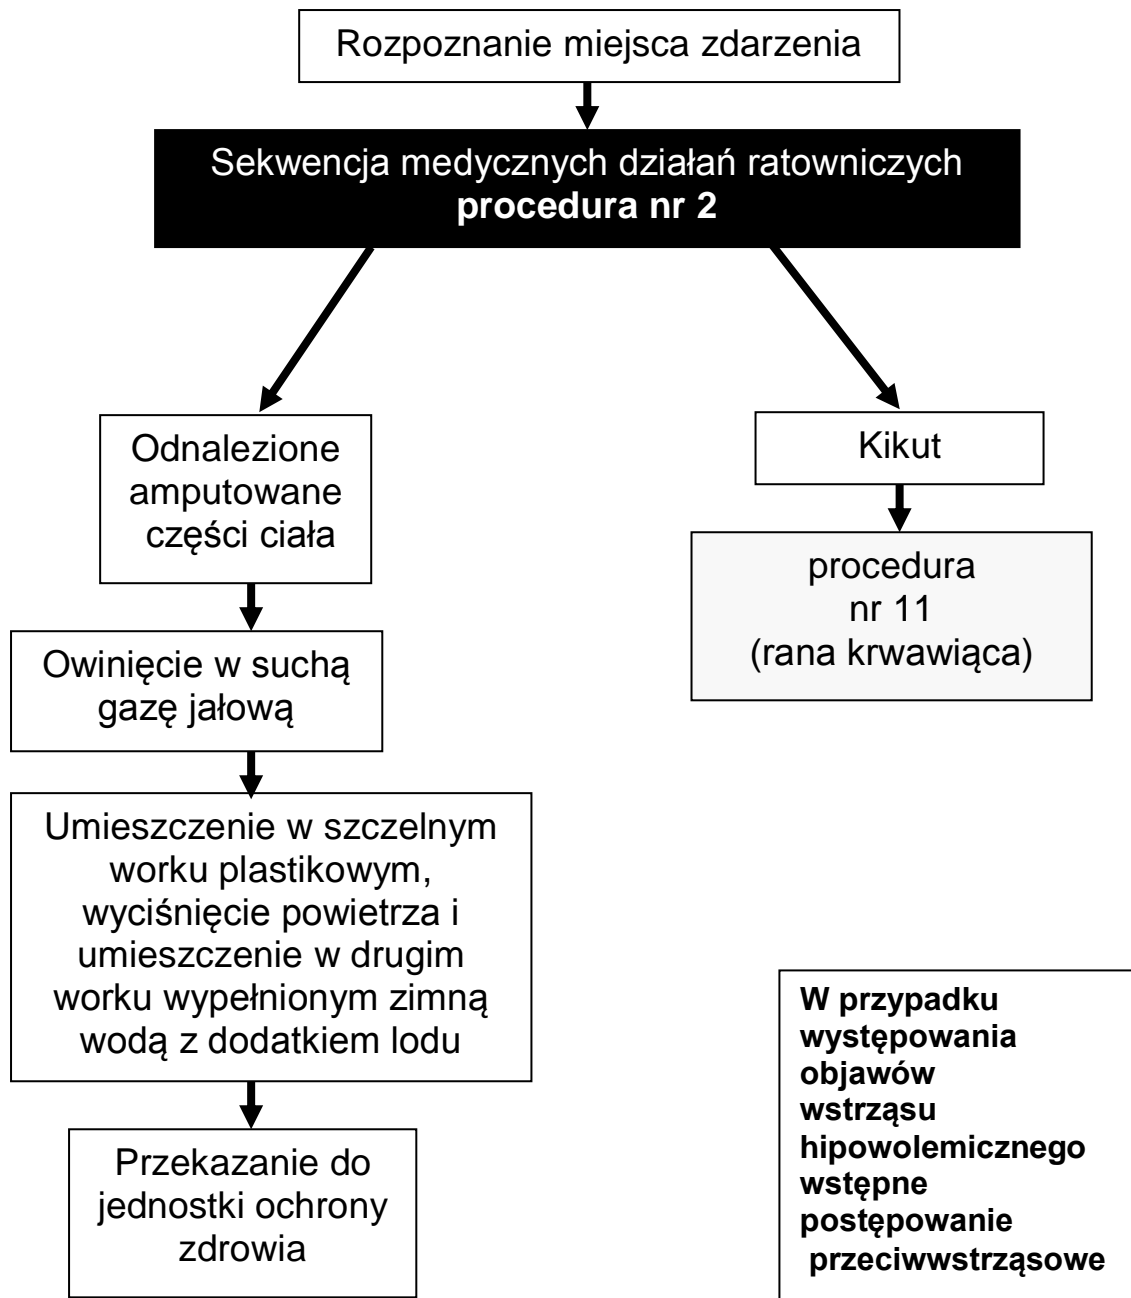 Rozpoznanie miejsca zdarzenia
Sekwencja medycznych działań ratowniczych
procedura nr 2
Odnalezione
amputowane
części ciała
Owinięcie w suchą
gazę jałową
Umieszczenie w szczelnym
worku plastikowym,
wyciśnięcie powietrza i
umieszczenie w drugim
worku wypełnionym zimną
wodą z dodatkiem lodu
Przekazanie do
jednostki ochrony
zdrowia
Kikut
procedura
nr 11
(rana krwawiąca)
W przypadku
występowania
objawów
wstrząsu
hipowolemicznego
wstępne
postępowanie
przeciwwstrząsowe